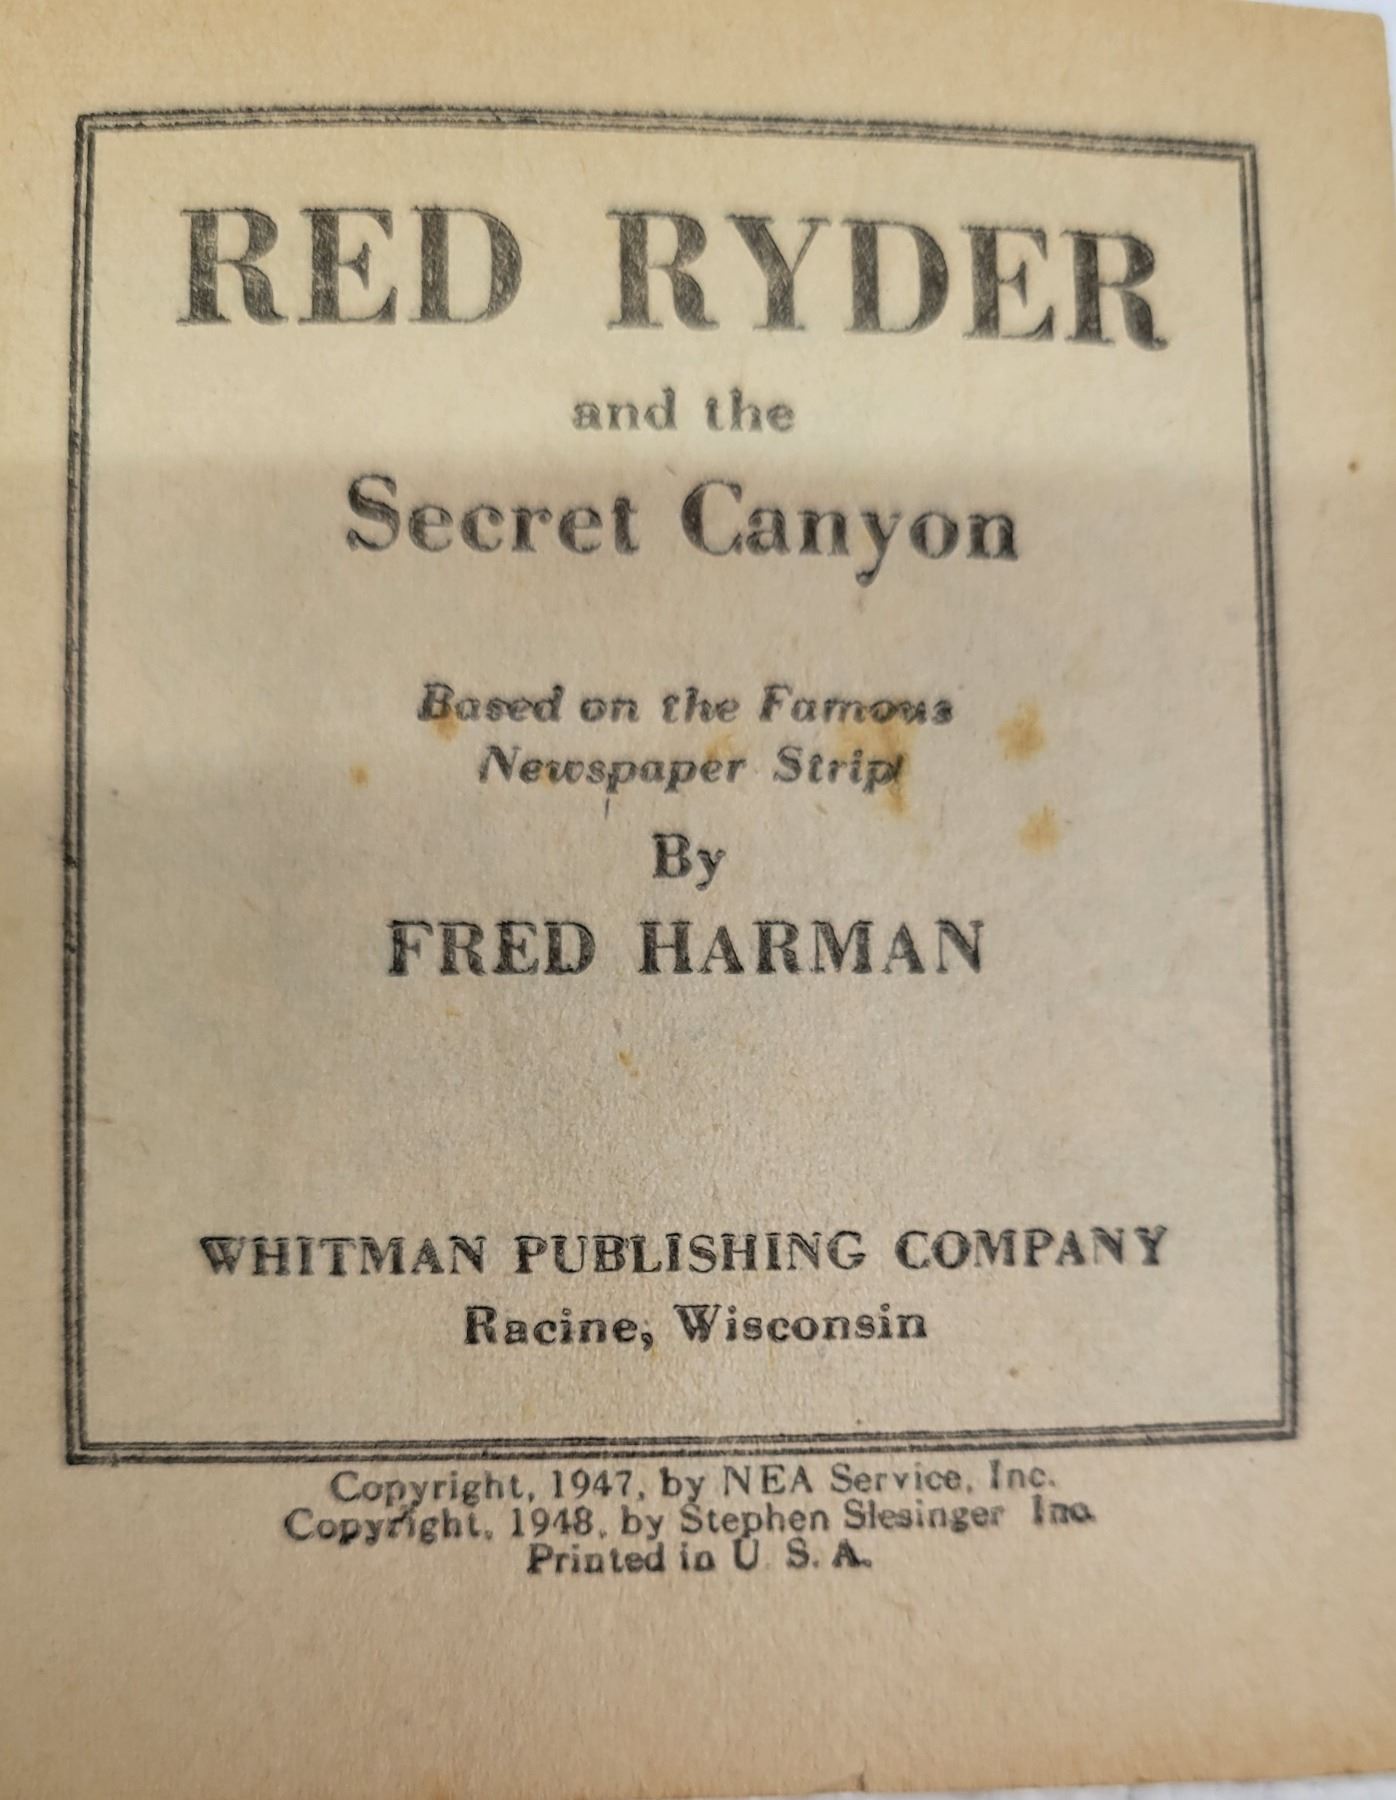 RED RYDER
and the
Secret Canyon
Based on the Famous
Newspaper Strip
By
FRED HARMAN
WHITMAN PUBLISHING COMPANY
Racine, Wisconsin
Copyright, 1947, by NEA Service, Inc.
Copyright, 1948, by Stephen Slesinger Inc.
Printed in U. S. A.